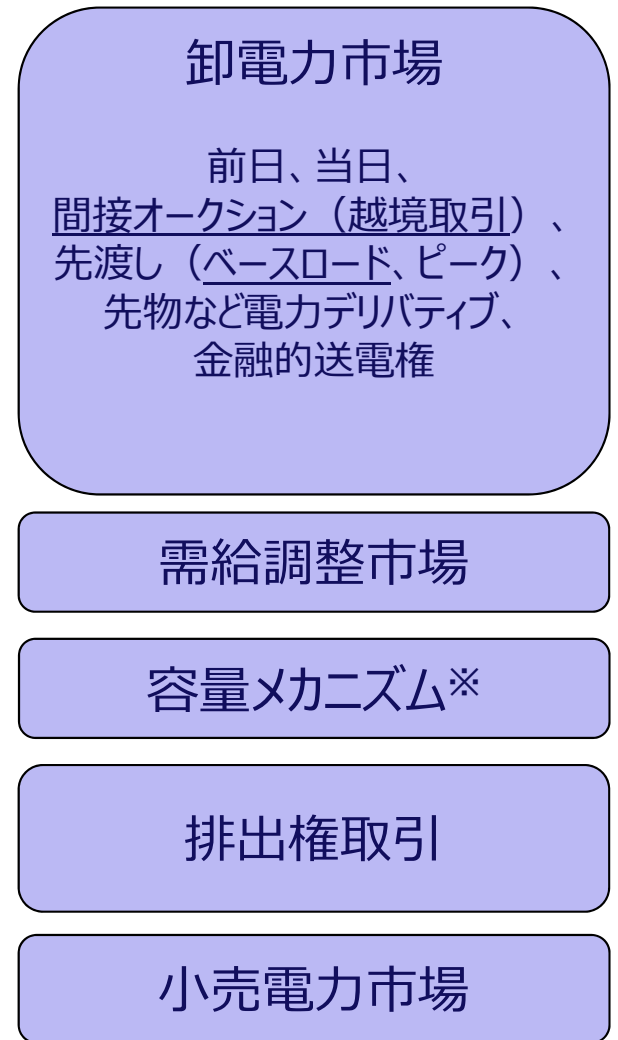 卸電力市場
前日、当日、
間接オークション（越境取引）、
先渡し（ベースロード、ピーク）、
先物など電力デリバティブ、
金融的送電権
需給調整市場
容量メカニズム※
排出権取引
小売電力市場